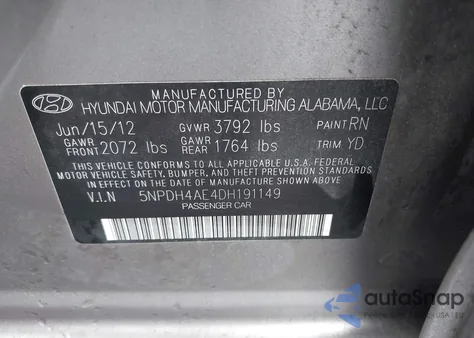 MANUFACTURED BY
HYUNDAI MOTOR MANUFACTURING ALABAMA, LLC
Jun/15/12 GVWR 3792 lbs PAINT RN
GAWR FRONT 2072 lbs GAWR REAR 1764 lbs TRIM YD
THIS VEHICLE CONFORMS TO ALL APPLICABLE U.S.A. FEDERAL
MOTOR VEHICLE SAFETY, BUMPER, AND THEFT PREVENTION
STANDARDS IN EFFECT ON THE DATE OF MANUFACTURE SHOWN ABOVE.
V.I.N 5NPDH4AE4DH191149
PASSENGER CAR
autoSnap